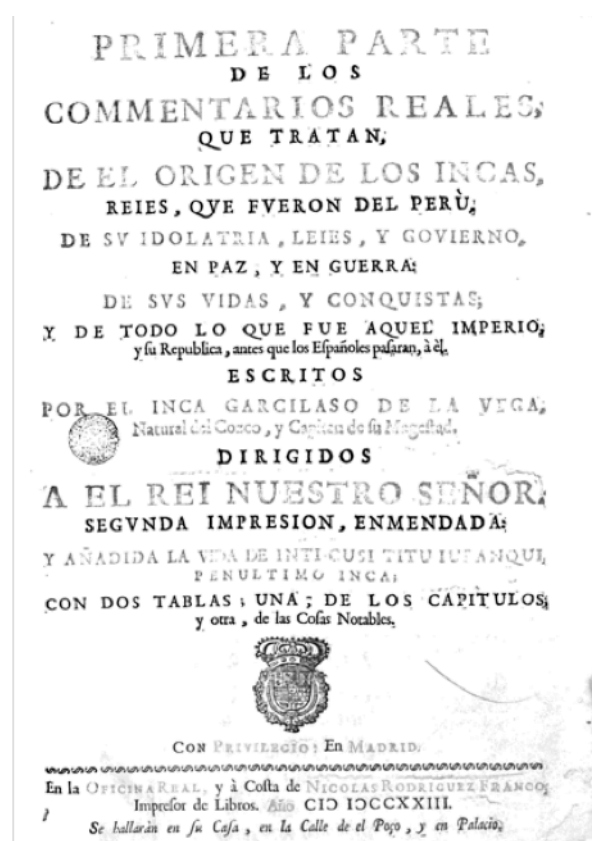 PRIMERA PARTE
DE LOS
COMMENTARIOS REALES,
QUE TRATAN,
DE EL ORIGEN DE LOS INCAS,
REIES, QVE FVERON DEL PERÙ,
DE SV IDOLATRIA, LEIES, Y GOVIERNO,
EN PAZ, Y EN GUERRA:
DE SVS VIDAS, Y CONQUISTAS;
Y DE TODO LO QUE FUE AQUEL IMPERIO,
y ſu Republica, antes que los Eſpañoles paſaran, à èl.
ESCRITOS
POR EL INCA GARCILASO DE LA VEGA,
Natural del Cozco, y Capitan de ſu Mageſtad.
DIRIGIDOS
A EL REI NUESTRO SEÑOR.
SEGVNDA IMPRESION, ENMENDADA:
Y AÑADIDA LA VIDA DE INTI CUSI TITU IUPANQUI,
PENULTIMO INCA:
CON DOS TABLAS; UNA; DE LOS CAPITULOS;
y otra, de las Coſas Notables.
CON PRIVILEGIO: En MADRID.
En la OFICINA REAL, y à Coſta de NICOLAS RODRIGUEZ FRANCO,
Impreſor de Libros. Año CIƆ IƆCCXXIII.
Se hallaràn en ſu Caſa, en la Calle de el Poço, y en Palacio.